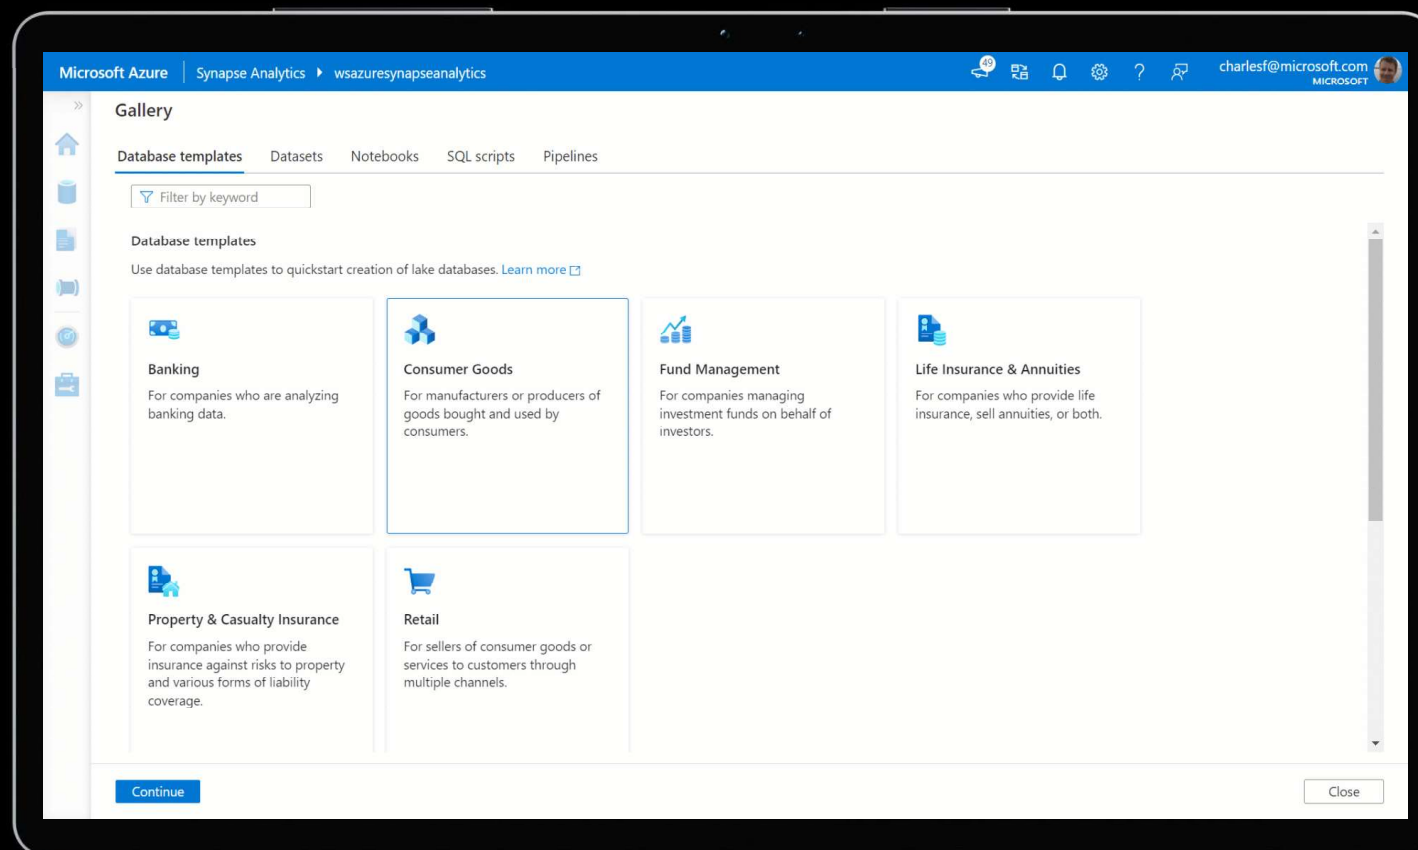 Microsoft Azure
Synapse Analytics
wsazuresynapseanalytics
49
charlesf@microsoft.com
MICROSOFT
Gallery
Database templates
Datasets
Notebooks
SQL scripts
Pipelines
Filter by keyword
Database templates
Use database templates to quickstart creation of lake databases. Learn more
Banking
For companies who are analyzing
banking data.
Consumer Goods
For manufacturers or producers of
goods bought and used by
consumers.
Fund Management
For companies managing
investment funds on behalf of
investors.
Life Insurance & Annuities
For companies who provide life
insurance, sell annuities, or both.
Property & Casualty Insurance
For companies who provide
insurance against risks to property
and various forms of liability
coverage.
Retail
For sellers of consumer goods or
services to customers through
multiple channels.
Continue
Close